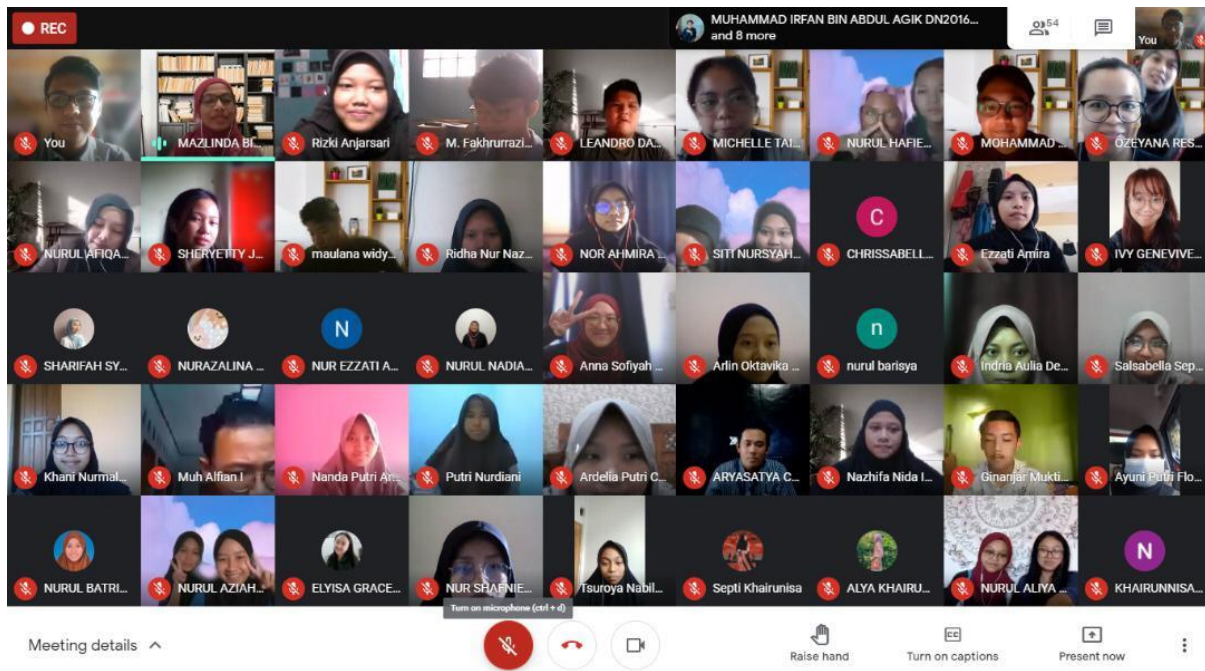 REC
MUHAMMAD IRFAN BIN ABDUL AGIK DN2016...
and 8 more
54
You
You
MAZLINDA BI...
Rizki Anjarsari
M. Fakhrurrazi...
LEANDRO DA...
MICHELLE TAI...
NURUL HAFIE...
MOHAMMAD ...
OZEYANA RES...
NURUL AFIQA...
SHERYETTY J...
maulana widy...
Ridha Nur Naz...
NOR AHMIRA ...
SITI NURSYAH...
C
CHRISSABELL...
Ezzati Amira
IVY GENEVIVE...
SHARIFAH SY...
NURAZALINA ...
N
NUR EZZATI A...
NURUL NADIA...
Anna Sofiyah ...
Arlin Oktavika ...
n
nurul barisya
Indria Aulia De...
Salsabella Sep...
Khani Nurmal...
Muh Alfian I
Nanda Putri Ar...
Putri Nurdiani
Ardelia Putri C...
ARYASATYA C...
Nazhifa Nida I...
Ginanjar Mukti...
Ayuni Putri Flo...
NURUL BATRI...
NURUL AZIAH...
ELYISA GRACE...
NUR SHAFNIE...
Tsuroya Nabil...
Septi Khairunisa
ALYA KHAIRU...
NURUL ALIYA ...
N
KHAIRUNNISA...
Turn on microphone (ctrl + d)
Meeting details
Raise hand
CC
Turn on captions
Present now